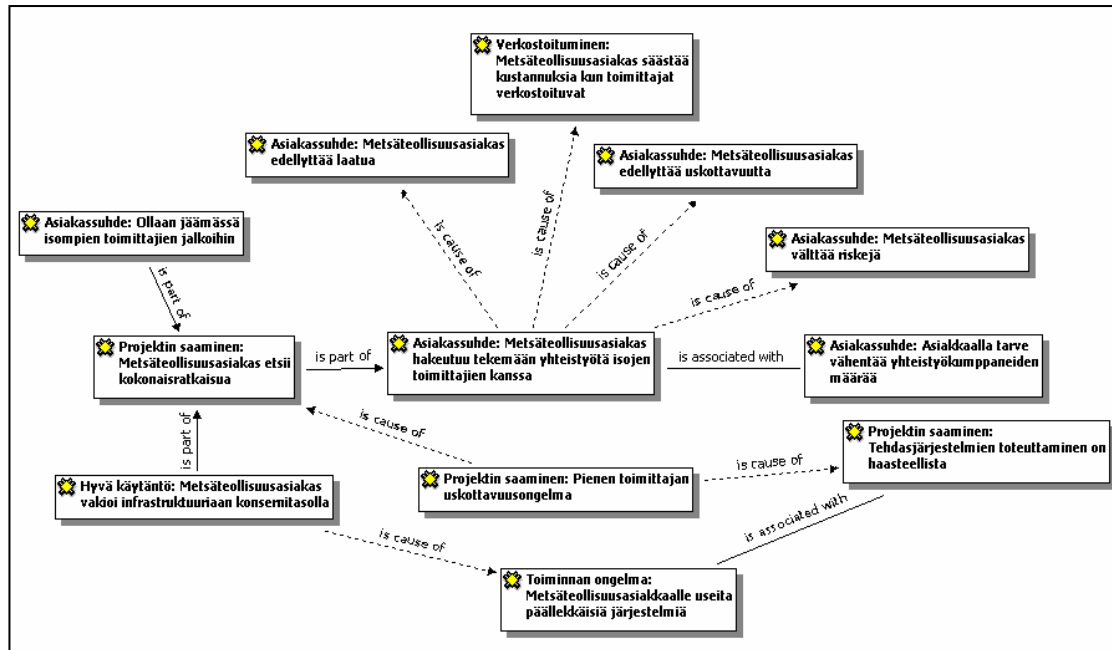 Verkostoituminen:
Metsäteollisuusasiakas säästää
kustannuksia kun toimittajat
verkostoituvat
Asiakassuhde: Metsäteollisuusasiakas
edellyttää laatua
Asiakassuhde: Metsäteollisuusasiakas
edellyttää uskottavuutta
Asiakassuhde: Ollaan jäämässä
isompien toimittajien jalkoihin
is cause of
is cause of
is cause of
Asiakassuhde: Metsäteollisuusasiakas
välttää riskejä
is part of
is cause of
Projektin saaminen:
Metsäteollisuusasiakas etsii
kokonaisratkaisua
is part of
Asiakassuhde: Metsäteollisuusasiakas
hakeutuu tekemään yhteistyötä isojen
toimittajien kanssa
is associated with
Asiakassuhde: Asiakkaalla tarve
vähentää yhteistyökumppaneiden
määrää
is part of
is cause of
Projektin saaminen:
Tehdasjärjestelmien toteuttaminen on
haasteellista
Hyvä käytäntö: Metsäteollisuusasiakas
vakioi infrastruktuuriaan konsernitasolla
Projektin saaminen: Pienen toimittajan
uskottavuusongelma
is cause of
is associated with
is cause of
Toiminnan ongelma:
Metsäteollisuusasiakkaalle useita
päällekkäisiä järjestelmiä